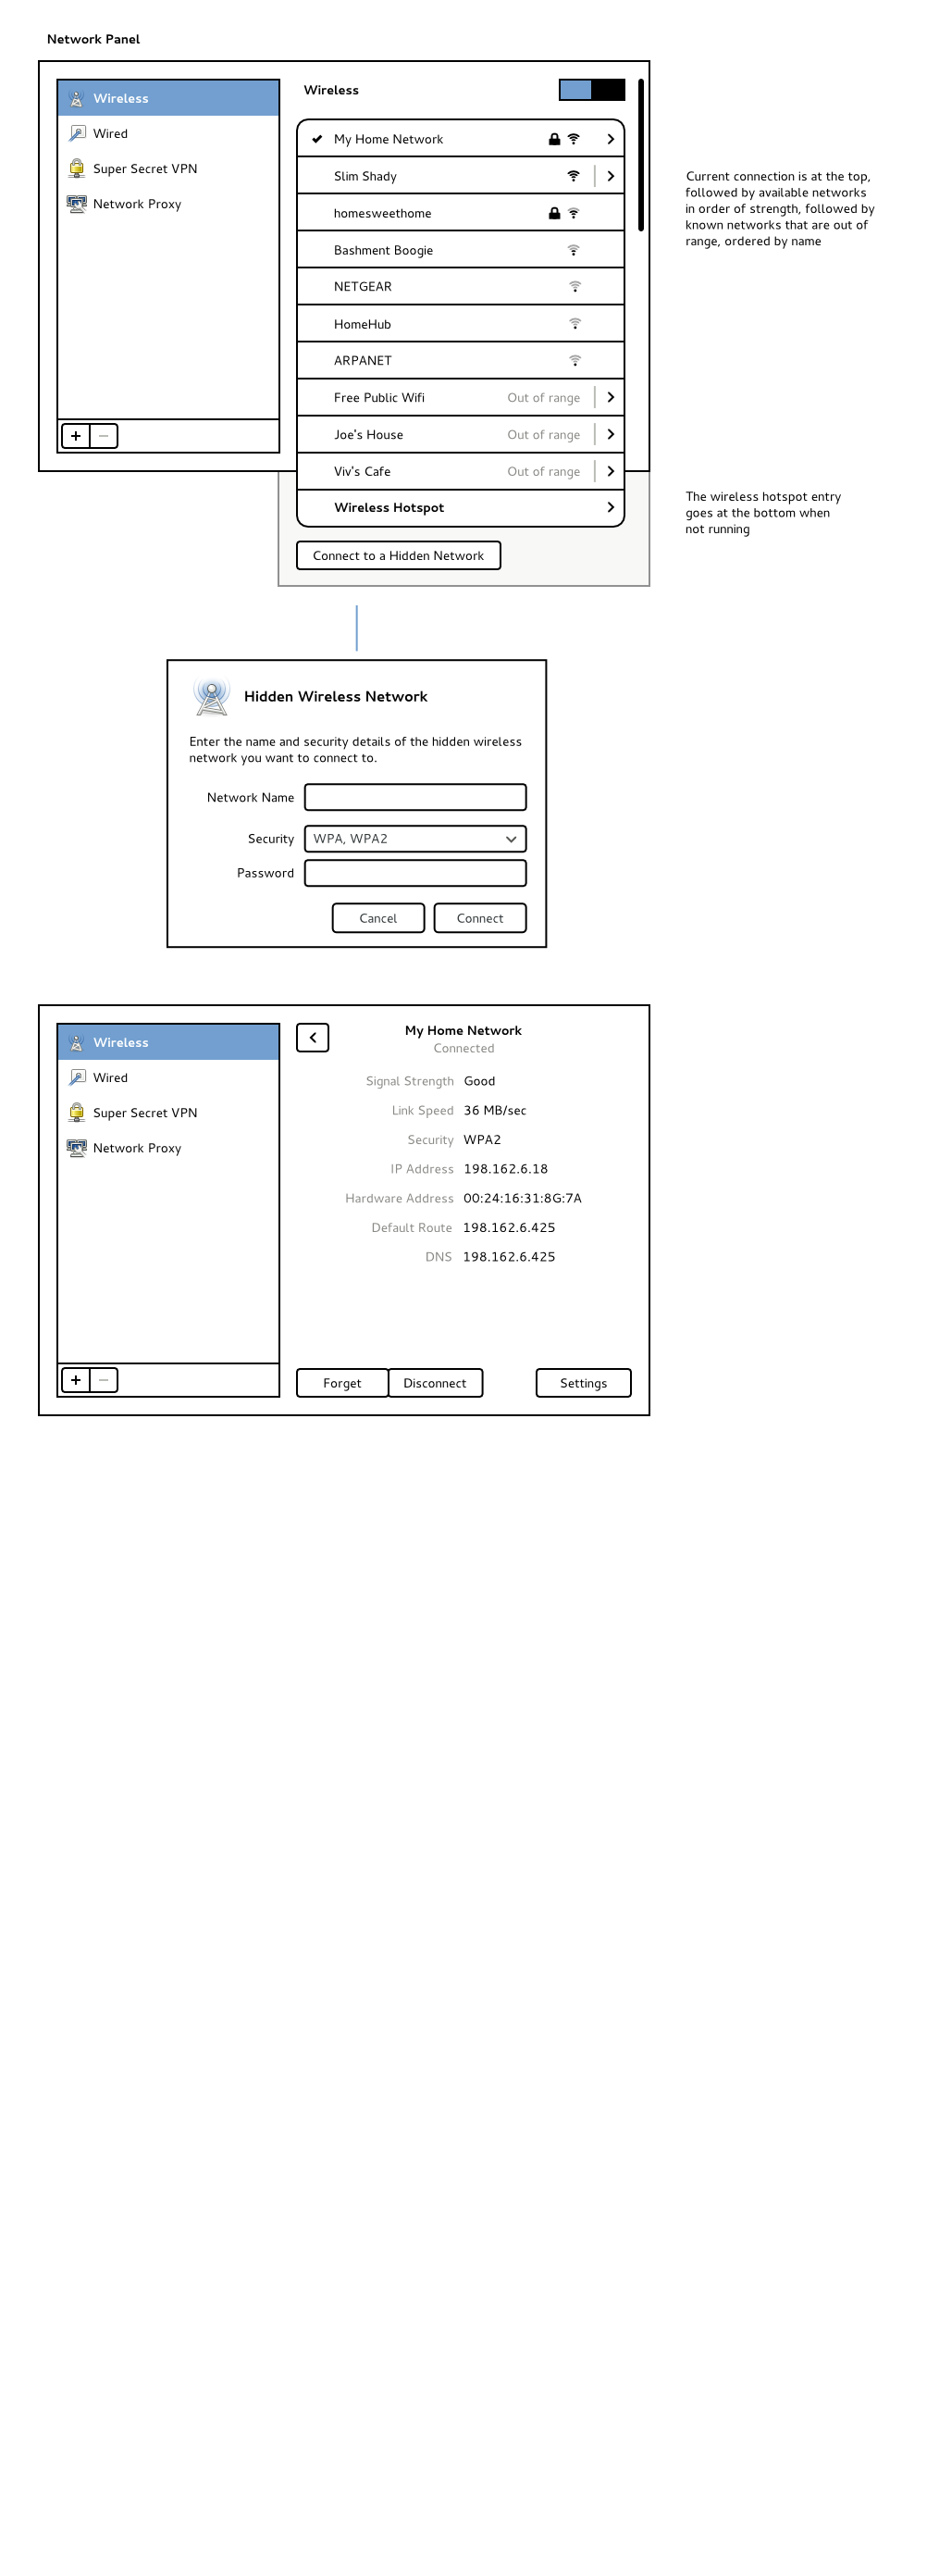 Network Panel
Wireless
Wired
Super Secret VPN
Network Proxy
Wireless
My Home Network
Slim Shady
homesweethome
Bashment Boogie
NETGEAR
HomeHub
ARPANET
Free Public Wifi Out of range
Joe's House Out of range
Viv's Cafe Out of range
Wireless Hotspot
Connect to a Hidden Network
Current connection is at the top,
followed by available networks
in order of strength, followed by
known networks that are out of
range, ordered by name
The wireless hotspot entry
goes at the bottom when
not running
Hidden Wireless Network
Enter the name and security details of the hidden wireless
network you want to connect to.
Network Name
Security WPA, WPA2
Password
Cancel Connect
Wireless
Wired
Super Secret VPN
Network Proxy
My Home Network
Connected
Signal Strength Good
Link Speed 36 MB/sec
Security WPA2
IP Address 198.162.6.18
Hardware Address 00:24:16:31:8G:7A
Default Route 198.162.6.425
DNS 198.162.6.425
Forget Disconnect Settings